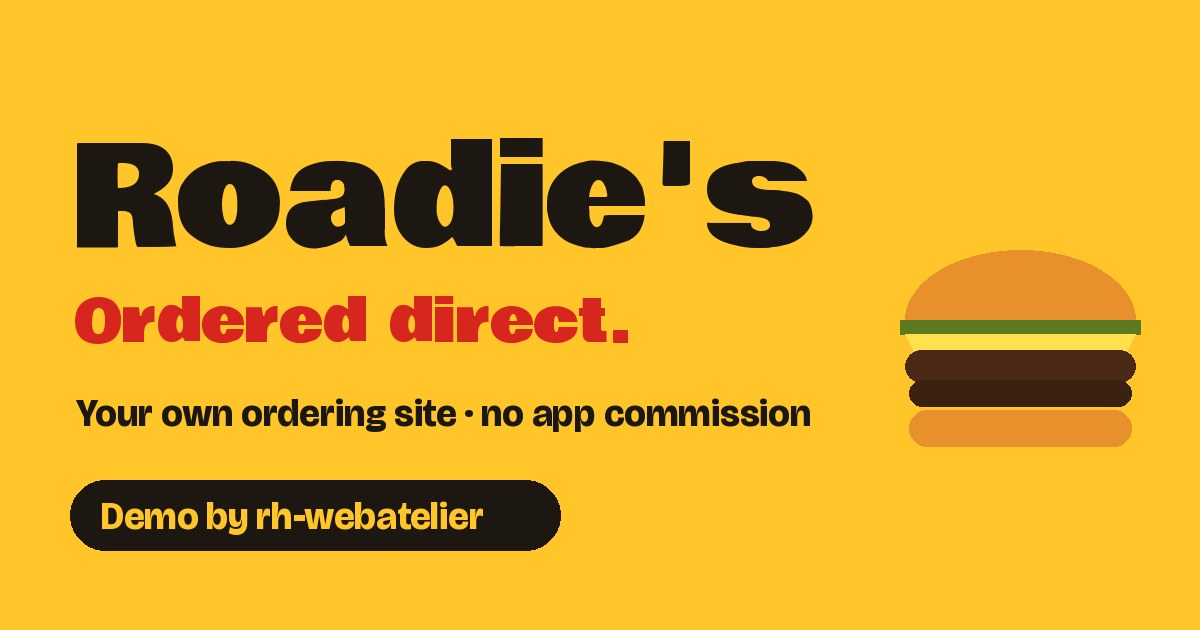 Roadie's
Ordered direct.
Your own ordering site · no app commission
Demo by rh-webatelier